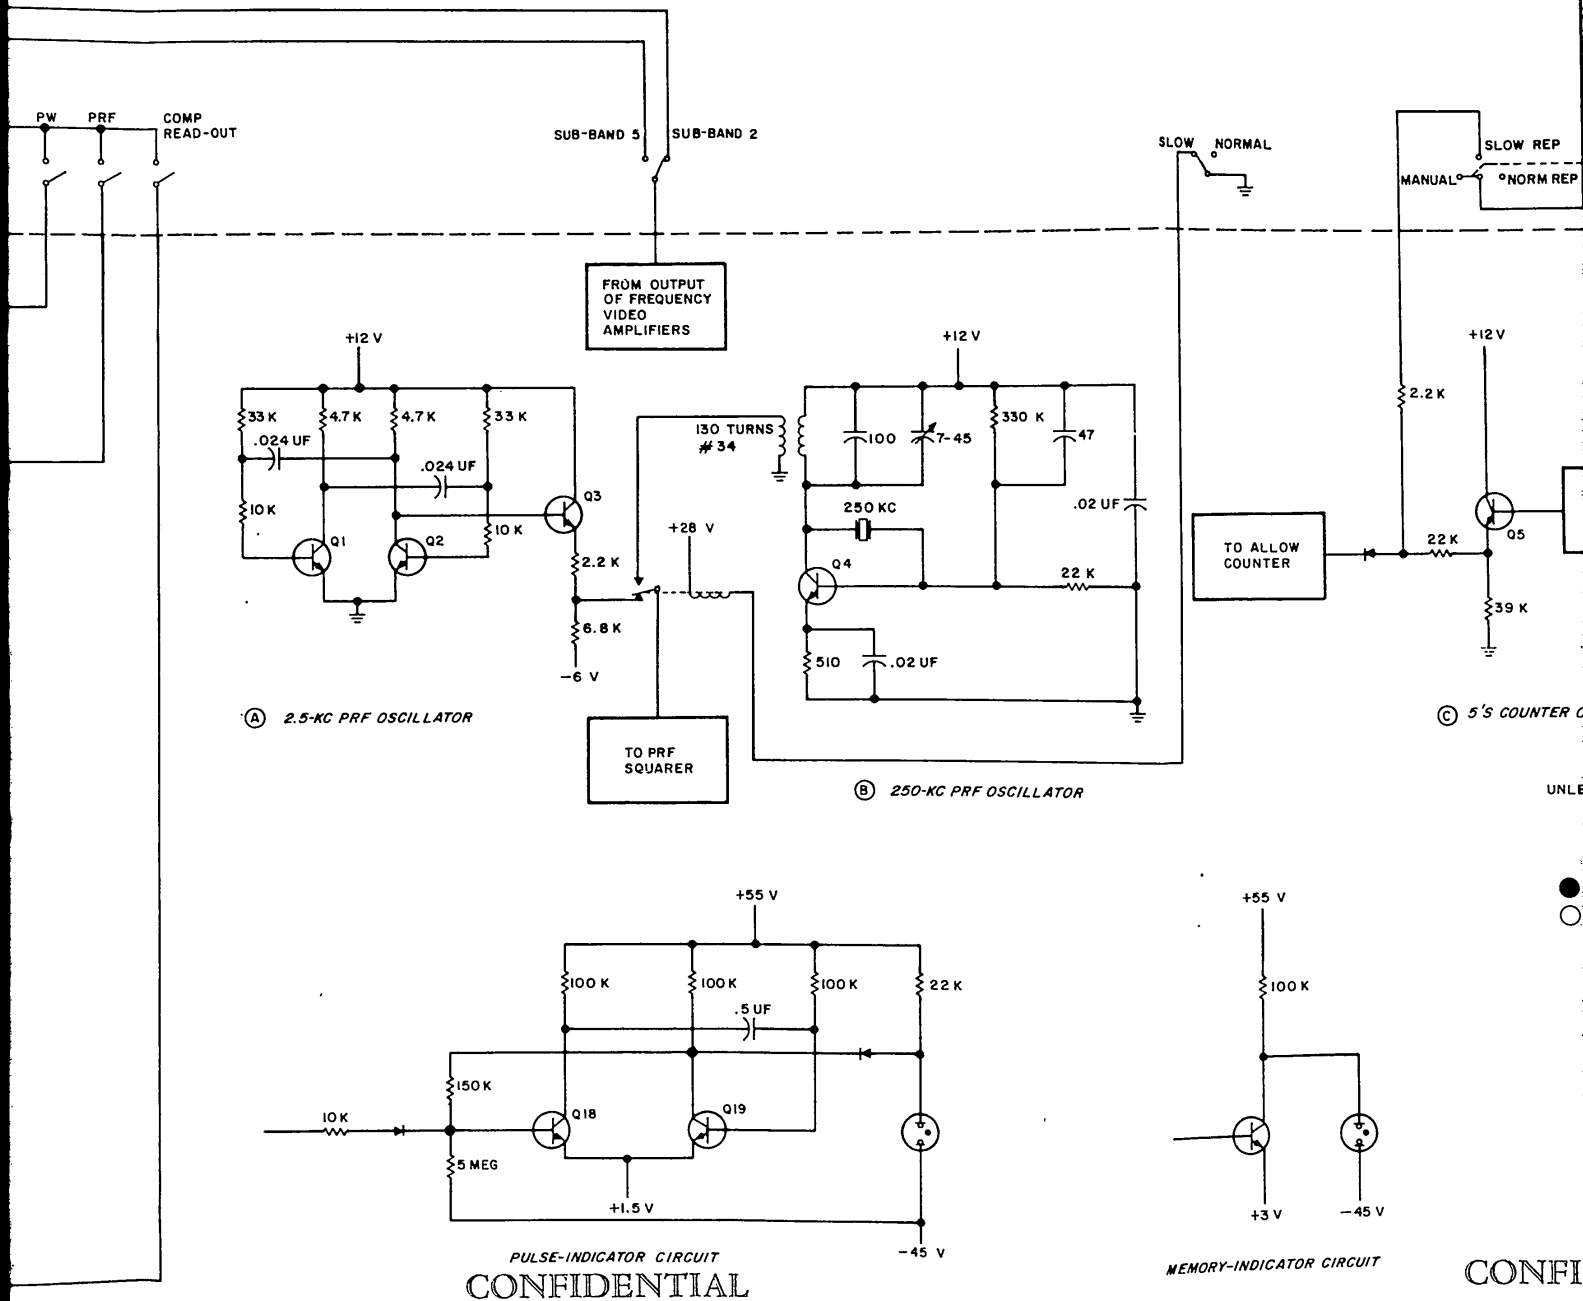 PW
PRF
COMP
READ-OUT
SUB-BAND 5
SUB-BAND 2
SLOW
NORMAL
SLOW REP
MANUAL
NORM REP
FROM OUTPUT
OF FREQUENCY
VIDEO
AMPLIFIERS
+12 V
33 K
4.7 K
4.7 K
33 K
.024 UF
.024 UF
10 K
10 K
Q1
Q2
Q3
2.2 K
6.8 K
-6 V
A 2.5-KC PRF OSCILLATOR
130 TURNS
#34
+28 V
TO PRF
SQUARER
+12 V
100
7-45
330 K
47
250 KC
.02 UF
Q4
22 K
510
.02 UF
B 250-KC PRF OSCILLATOR
+12 V
2.2 K
TO ALLOW
COUNTER
22 K
Q5
39 K
C 5'S COUNTER C
UNLE
+55 V
100 K
100 K
100 K
22 K
.5 UF
150 K
10 K
Q18
Q19
5 MEG
+1.5 V
-45 V
PULSE-INDICATOR CIRCUIT
CONFIDENTIAL
+55 V
100 K
+3 V
-45 V
MEMORY-INDICATOR CIRCUIT
CONFI